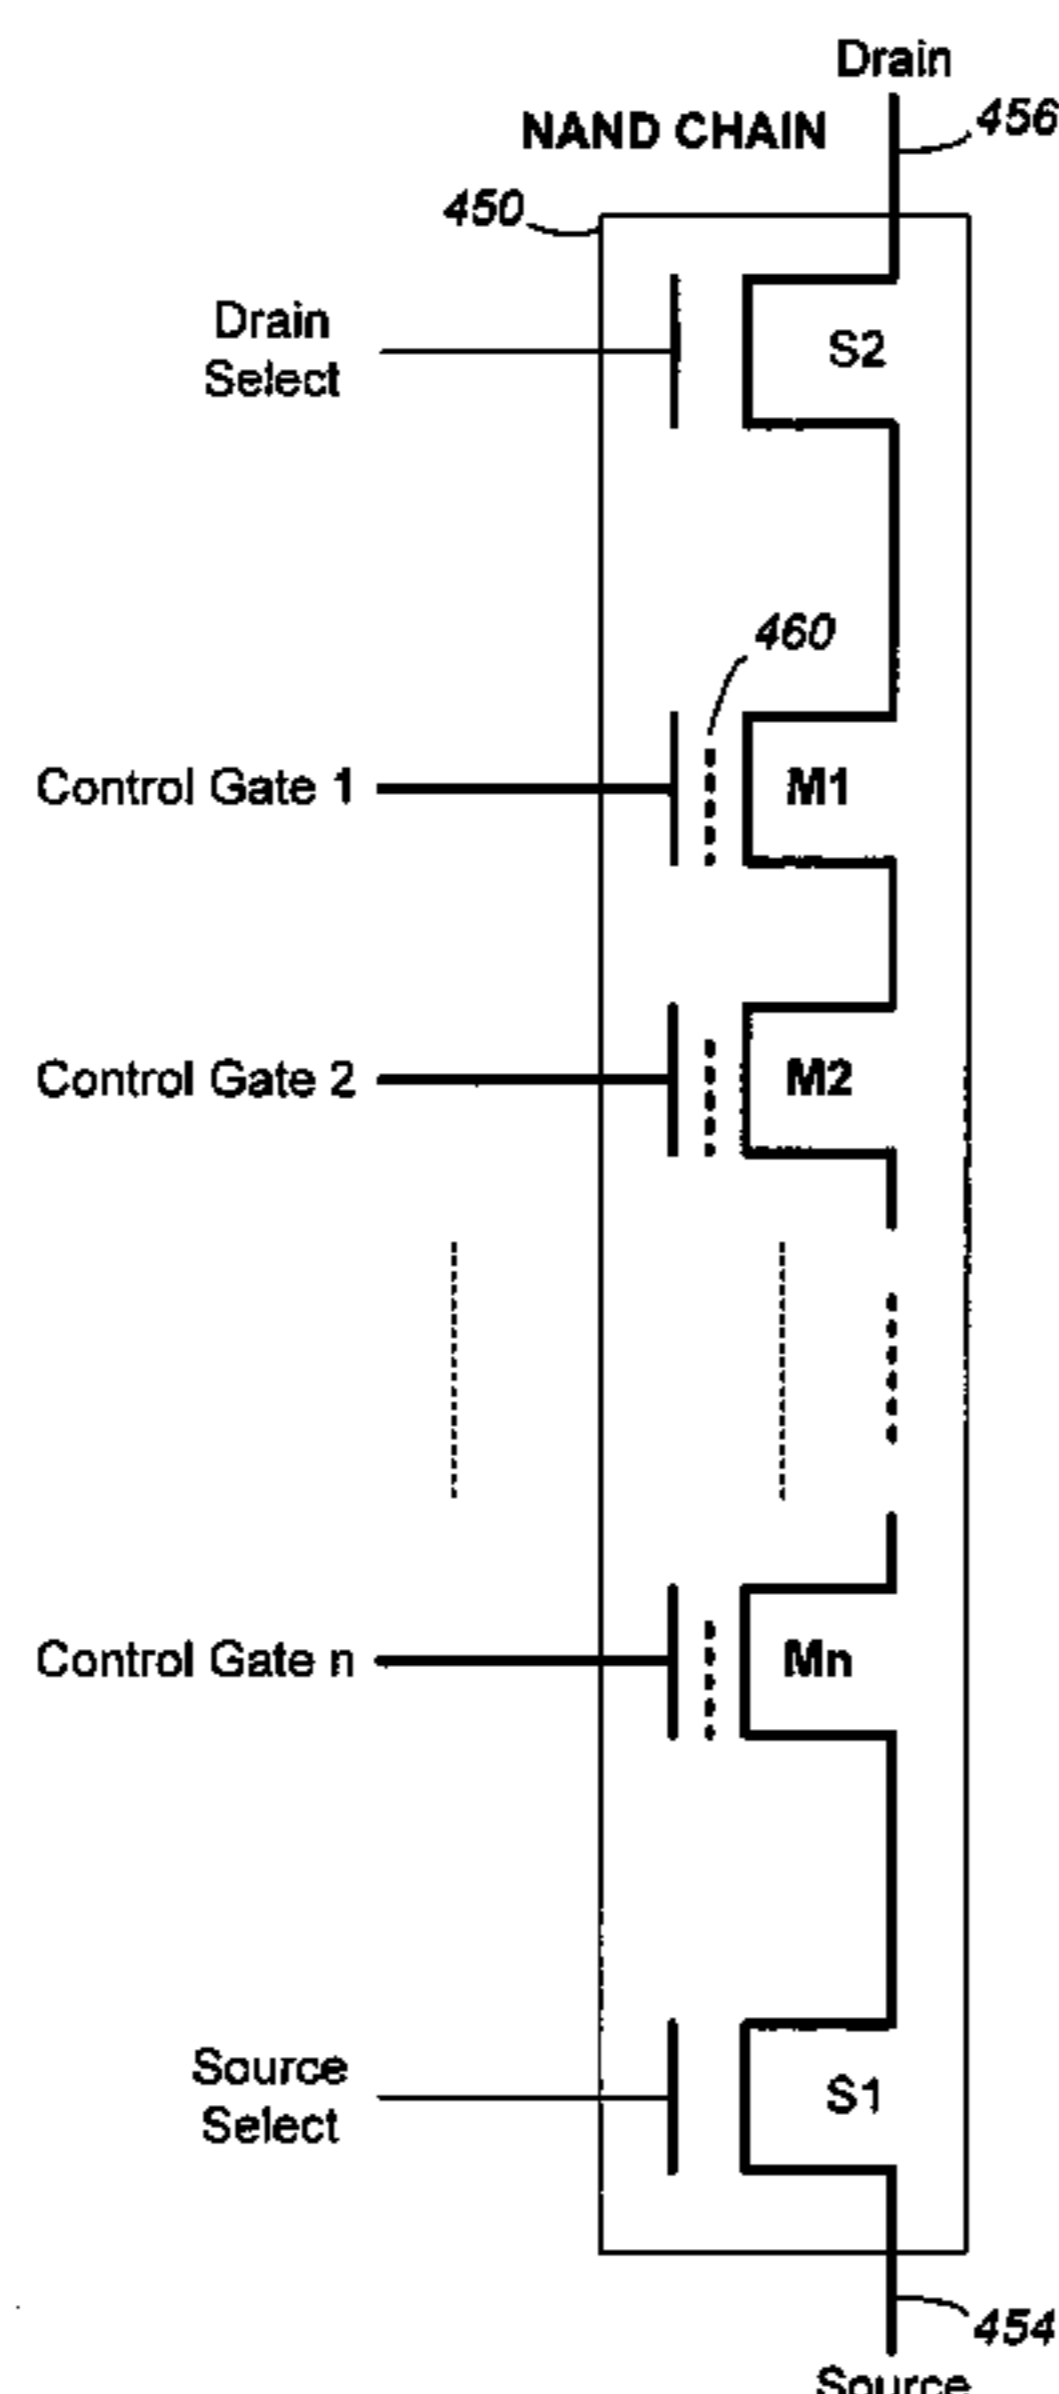 Drain
456
NAND CHAIN
450
Drain
Select
S2
460
Control Gate 1
M1
Control Gate 2
M2
Control Gate n
Mn
Source
Select
S1
454
Source